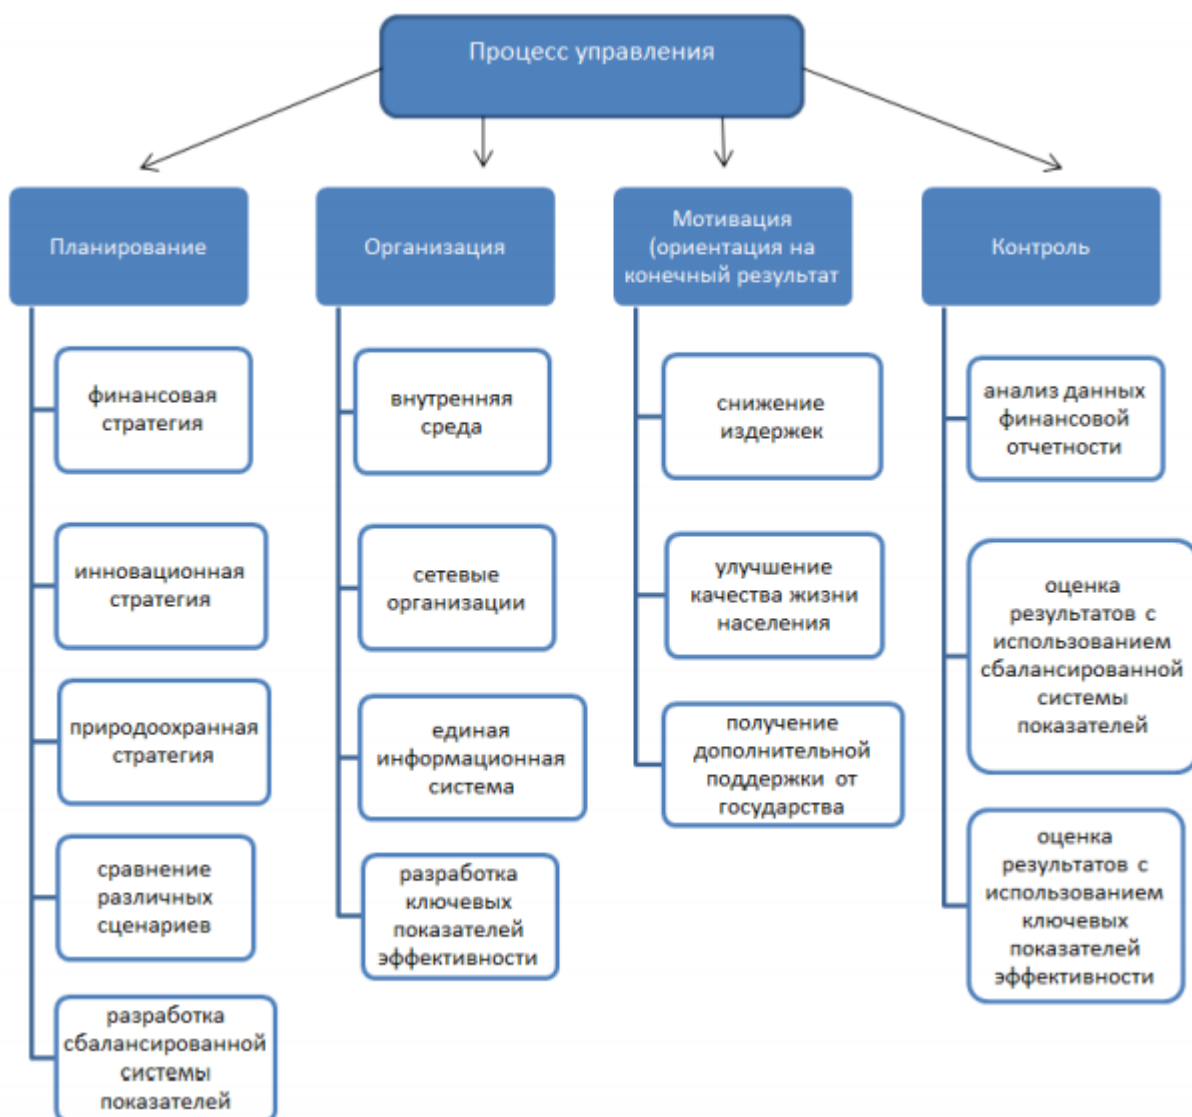 Процесс управления
Планирование
финансовая
стратегия
инновационная
стратегия
природоохранная
стратегия
сравнение
различных
сценариев
разработка
сбалансированной
системы
показателей
Организация
внутренняя
среда
сетевые
организации
единая
информационная
система
разработка
ключевых
показателей
эффективности
Мотивация
(ориентация на
конечный результат
снижение
издержек
улучшение
качества жизни
населения
получение
дополнительной
поддержки от
государства
Контроль
анализ данных
финансовой
отчетности
оценка
результатов с
использованием
сбалансированной
системы
показателей
оценка
результатов с
использованием
ключевых
показателей
эффективности